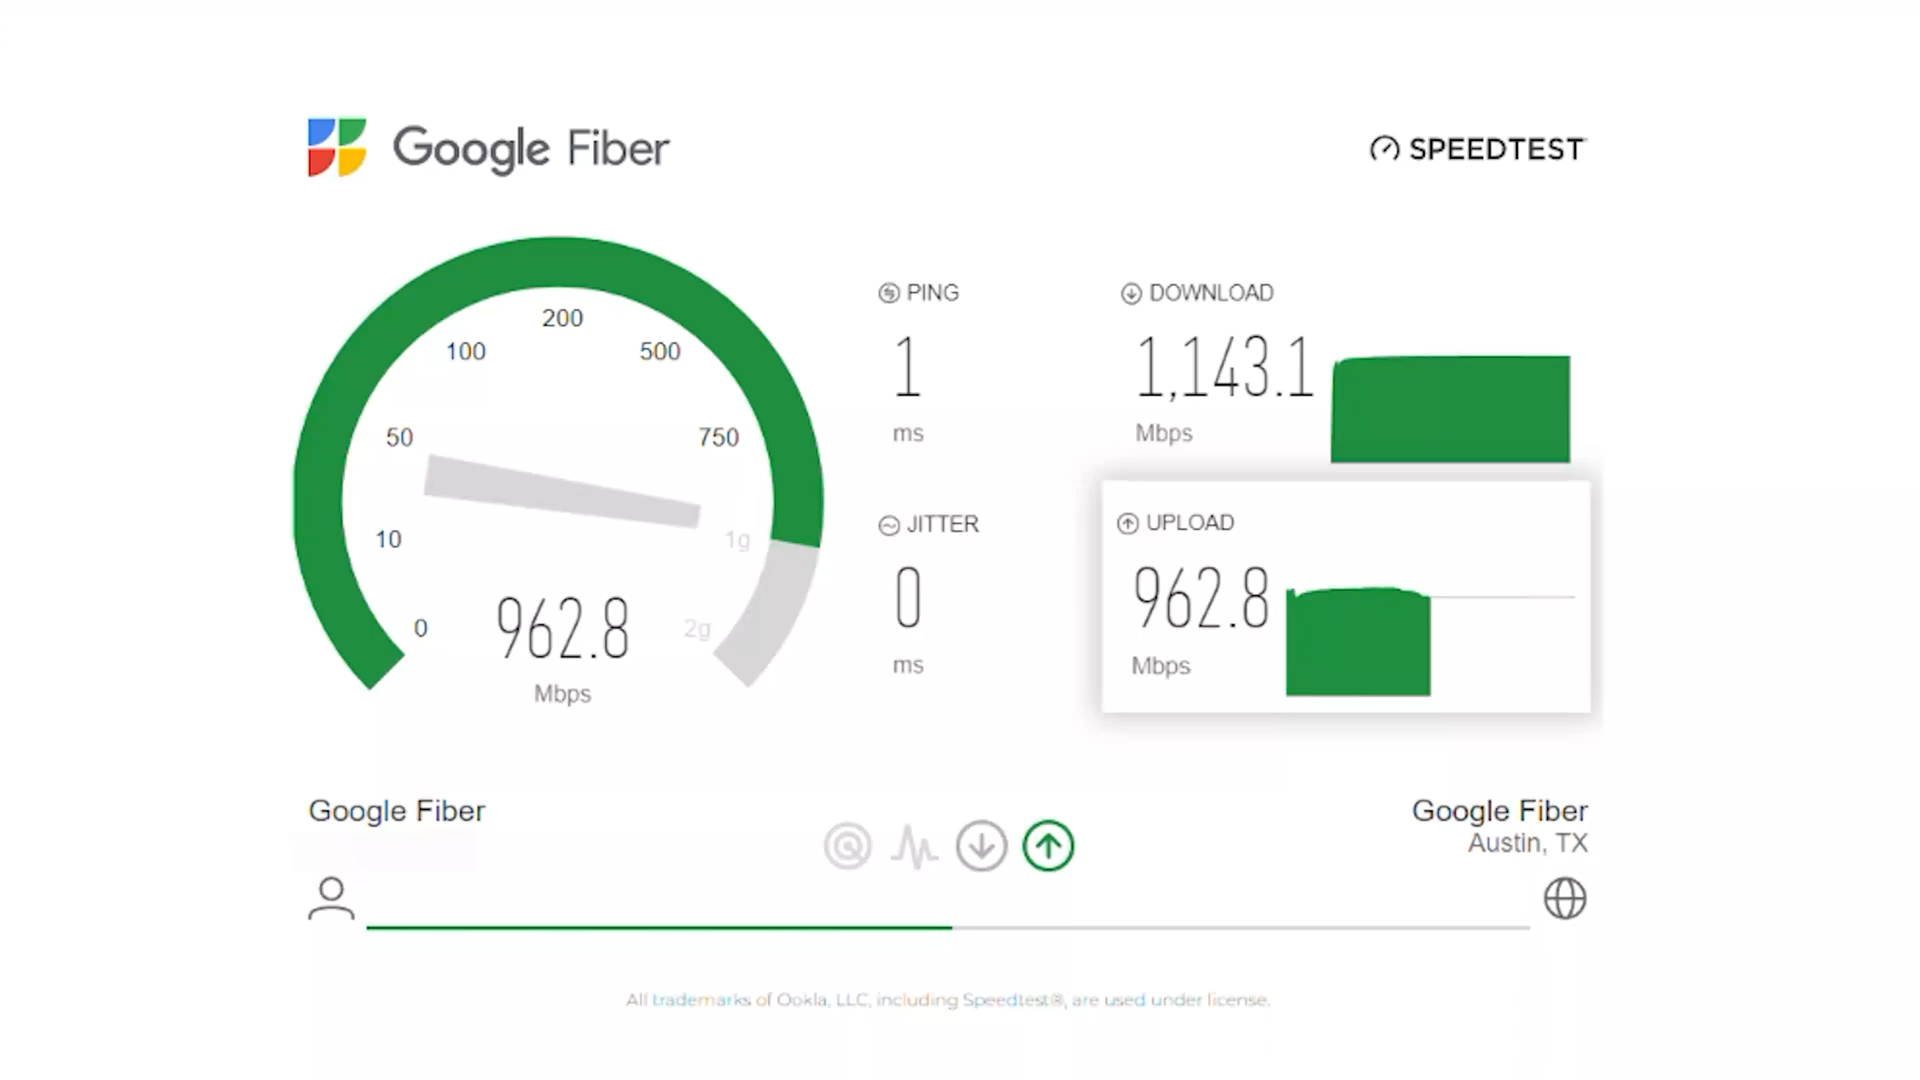 Google Fiber
SPEEDTEST
0
10
50
100
200
500
750
1g
2g
962.8
Mbps
PING
1
ms
DOWNLOAD
1,143.1
Mbps
JITTER
0
ms
UPLOAD
962.8
Mbps
Google Fiber
Google Fiber
Austin, TX
All trademarks of Ookla, LLC, including Speedtest®, are used under license.